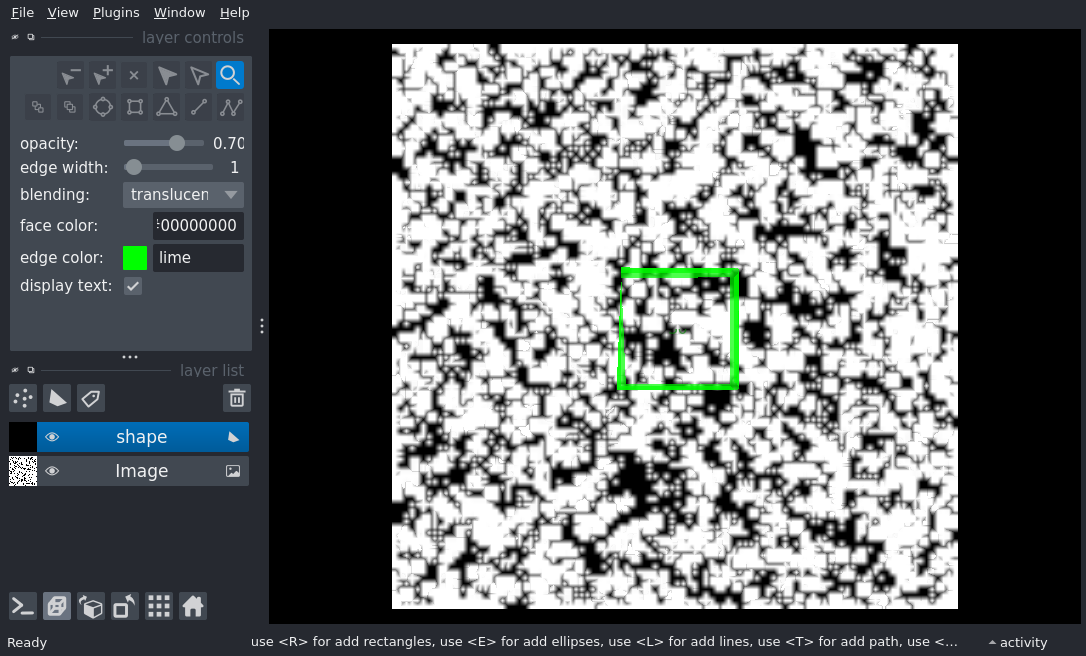 File View Plugins Window Help
layer controls
opacity: 0.70
edge width: 1
blending: translucen
face color: 00000000
edge color: lime
display text:
layer list
shape
Image
Ready use <R> for add rectangles, use <E> for add ellipses, use <L> for add lines, use <T> for add path, use <... activity